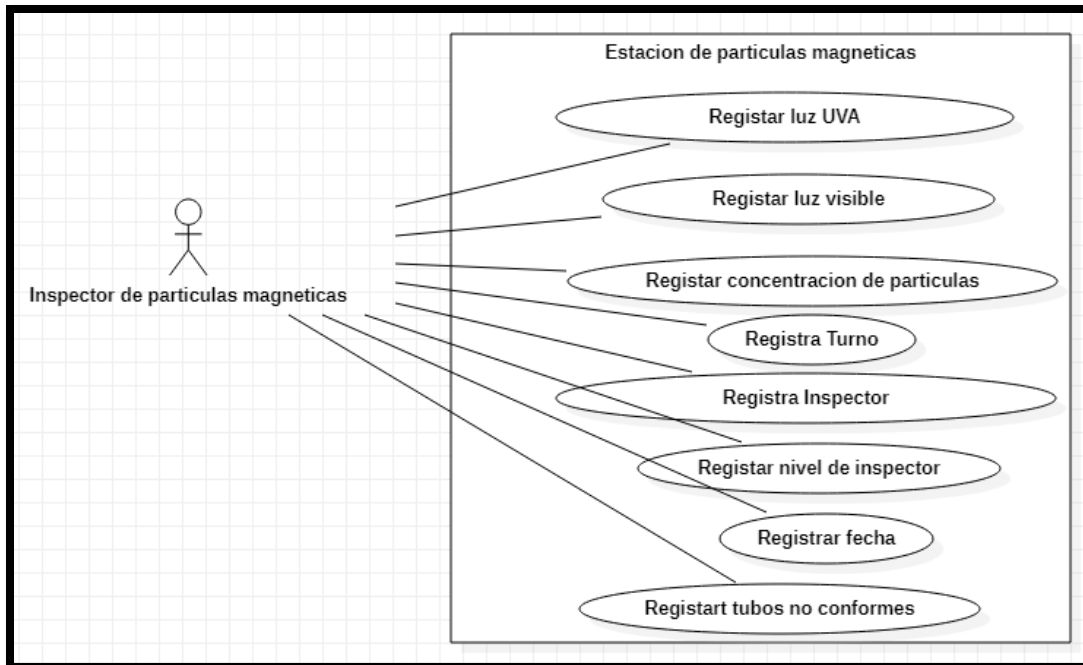 Estacion de particulas magneticas
Registar luz UVA
Registar luz visible
Inspector de particulas magneticas
Registar concentracion de particulas
Registra Turno
Registra Inspector
Registar nivel de inspector
Registrar fecha
Registart tubos no conformes